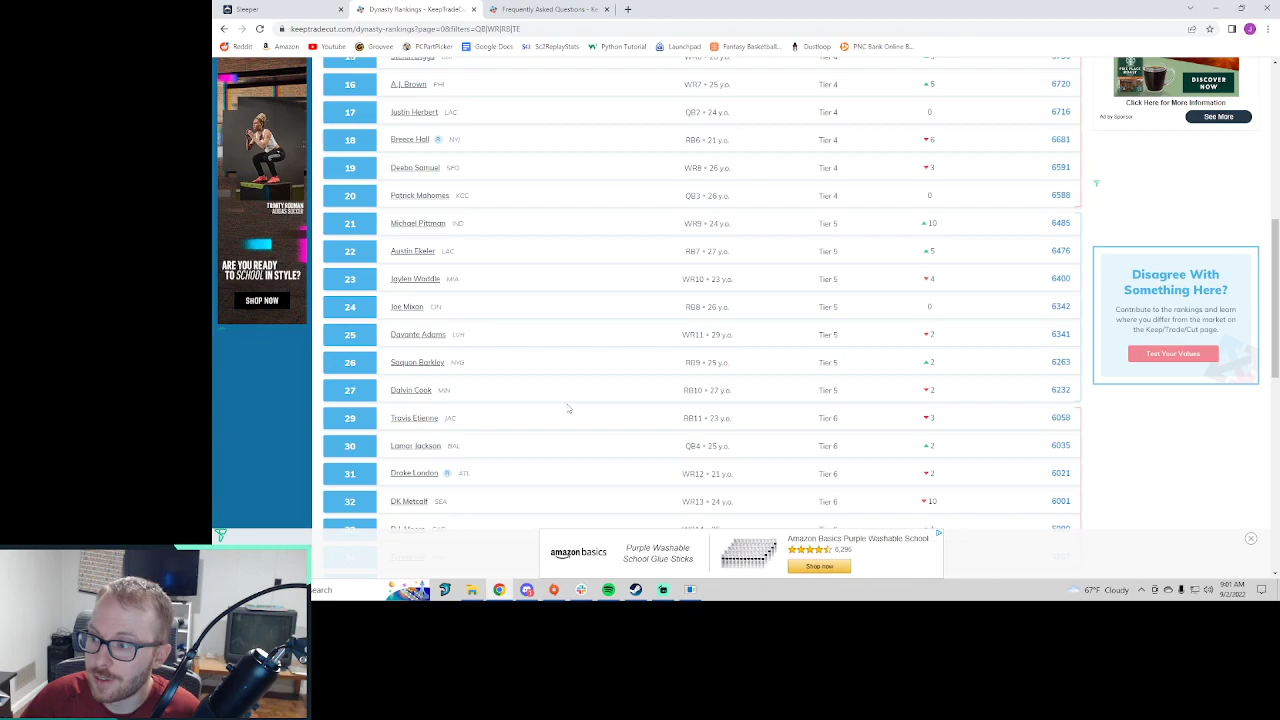 Sleeper
Dynasty Rankings - KeepTradeCu
Frequently Asked Questions - Ke
keeptradecut.com/dynasty-rankings?page=0&filters=QB|WR|RB|TE
Reddit Amazon Youtube Grouvee PCPartPicker Google Docs Sc2ReplayStats Python Tutorial Launchpad Fantasy Basketball... Dustloop PNC Bank Online B...
16 A.J. Brown PHI WR7 • 25 y.o. Tier 4 5 6720
17 Justin Herbert LAC QB2 • 24 y.o. Tier 4 0 6716
18 Breece Hall R NYJ RB6 • 21 y.o. Tier 4 6 6681
19 Deebo Samuel SFO WR8 • 26 y.o. Tier 4 3 6591
20 Patrick Mahomes KCC QB3 • 26 y.o. Tier 4 0 6588
21 Michael Pittman IND WR9 • 24 y.o. Tier 5 10 6485
22 Austin Ekeler LAC RB7 • 27 y.o. Tier 5 5 6476
23 Jaylen Waddle MIA WR10 • 23 y.o. Tier 5 4 6400
24 Joe Mixon CIN RB8 • 26 y.o. Tier 5 0 6342
25 Davante Adams LVR WR11 • 29 y.o. Tier 5 2 6341
26 Saquon Barkley NYG RB9 • 25 y.o. Tier 5 2 6263
27 Dalvin Cook MIN RB10 • 27 y.o. Tier 5 2 6232
29 Travis Etienne JAC RB11 • 23 y.o. Tier 6 3 6058
30 Lamar Jackson BAL QB4 • 25 y.o. Tier 6 2 6035
31 Drake London R ATL WR12 • 21 y.o. Tier 6 2 6021
32 DK Metcalf SEA WR13 • 24 y.o. Tier 6 10 6001
TRINITY RODMAN
ADIDAS SOCCER
ARE YOU READY
TO SCHOOL IN STYLE?
SHOP NOW
DISCOVER
NOW
Click Here for More Information
Ad by Sponsor
See More
Disagree With
Something Here?
Contribute to the rankings and learn
where you differ from the market on
the Keep/Trade/Cut page.
Test Your Values
amazon basics
Purple Washable
School Glue Sticks
Amazon Basics Purple Washable School...
6,296
Shop now
search
67°F Cloudy
9:01 AM
9/2/2022